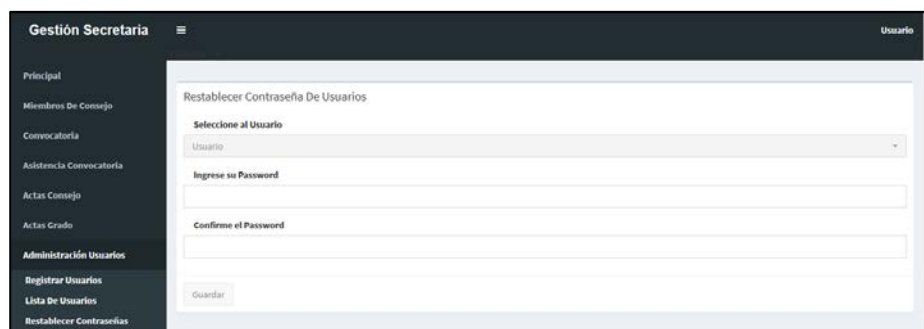 Gestión Secretaria
Usuario
Principal
Miembros De Consejo
Convocatoria
Asistencia Convocatoria
Actas Consejo
Actas Grado
Administración Usuarios
Registrar Usuarios
Lista De Usuarios
Restablecer Contraseñas
Restablecer Contraseña De Usuarios
Seleccione al Usuario
Usuario
Ingrese su Password
Confirme el Password
Guardar